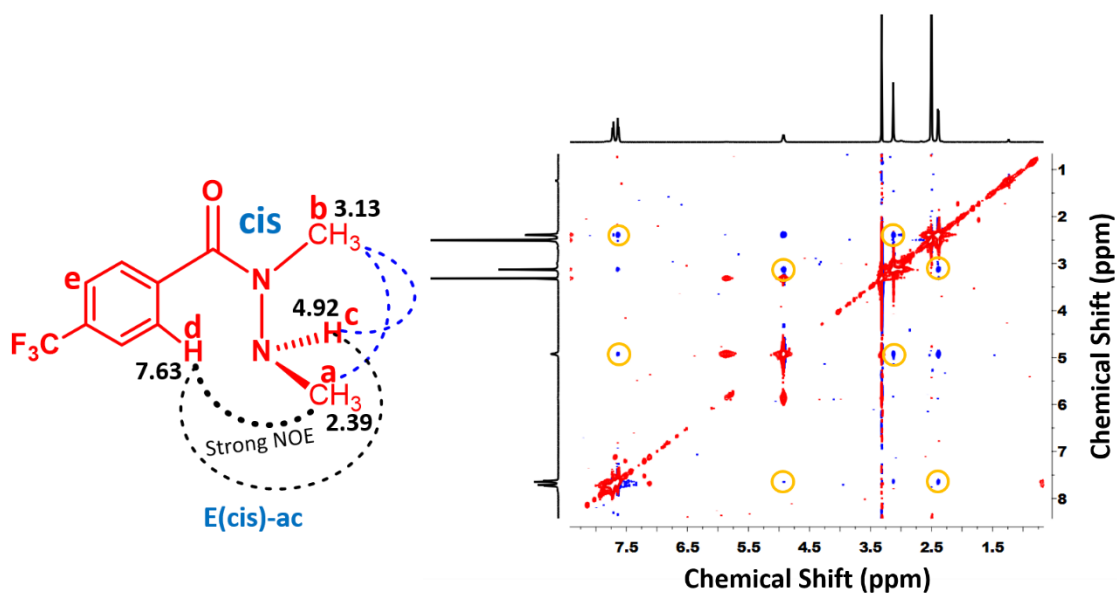 O
cis
b 3.13
CH3
e
N
4.92 c
H
d
F3C
H
N
7.63
a
CH3
2.39
Strong NOE
E(cis)-ac
1
2
3
4
5
6
7
8
Chemical Shift (ppm)
7.5 6.5 5.5 4.5 3.5 2.5 1.5
Chemical Shift (ppm)